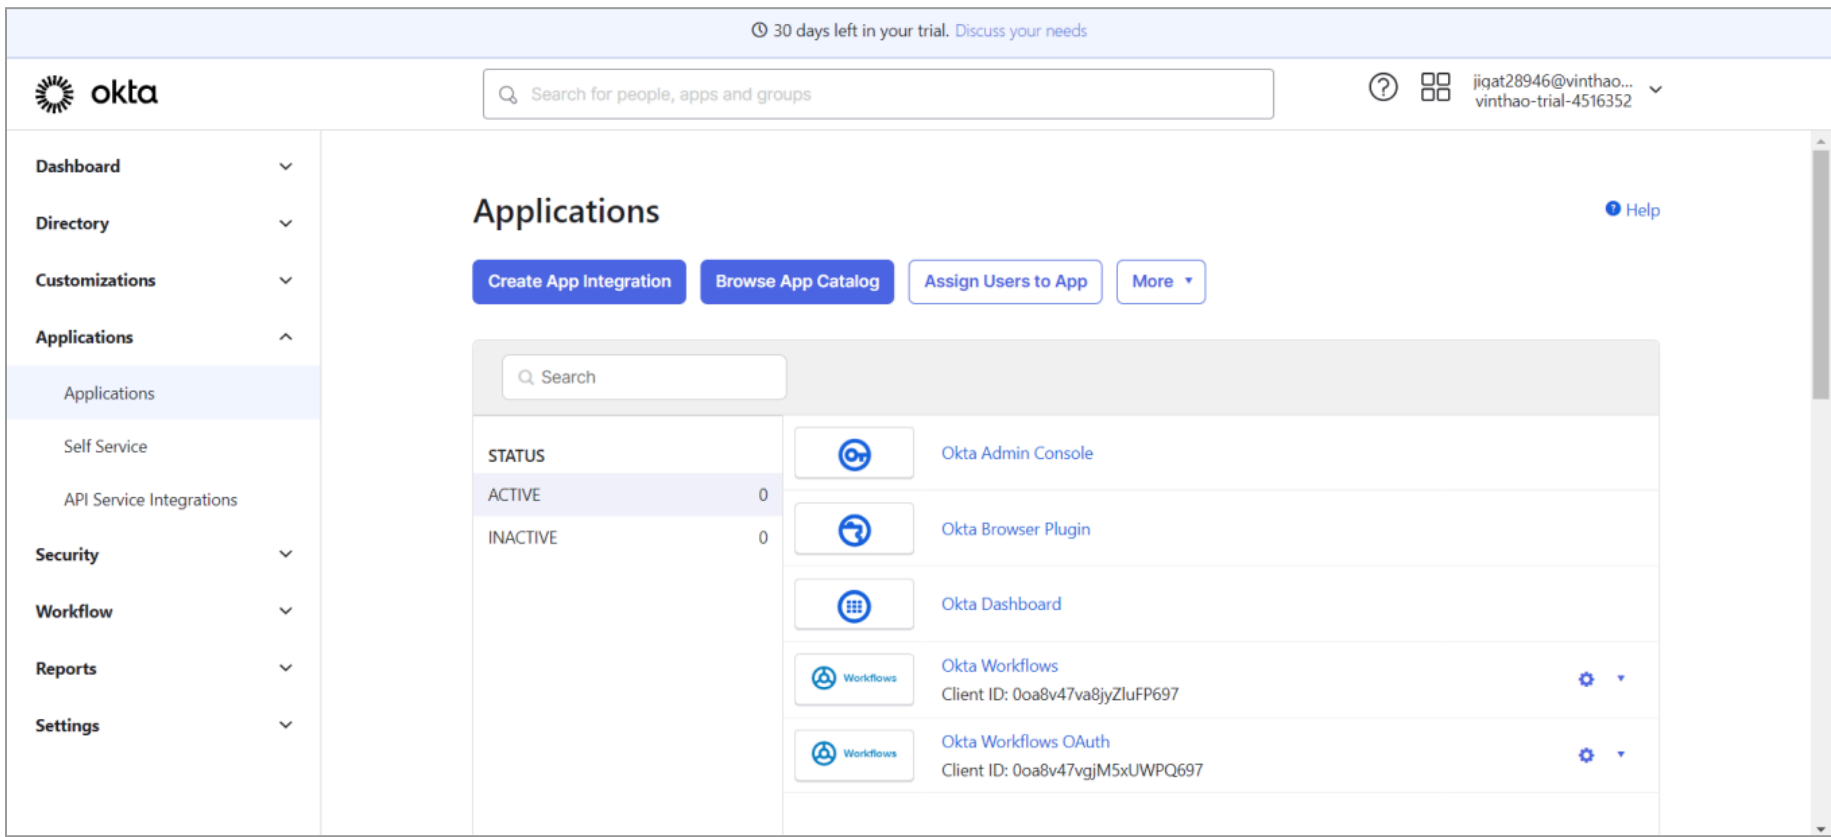 30 days left in your trial. Discuss your needs
okta
Search for people, apps and groups
jigat28946@vinthao...
vinthao-trial-4516352
Dashboard
Directory
Customizations
Applications
Applications
Self Service
API Service Integrations
Security
Workflow
Reports
Settings
Applications
Help
Create App Integration
Browse App Catalog
Assign Users to App
More
Search
STATUS
ACTIVE 0
INACTIVE 0
Okta Admin Console
Okta Browser Plugin
Okta Dashboard
Workflows
Okta Workflows
Client ID: 0oa8v47va8jyZluFP697
Workflows
Okta Workflows OAuth
Client ID: 0oa8v47vgjM5xUWPQ697